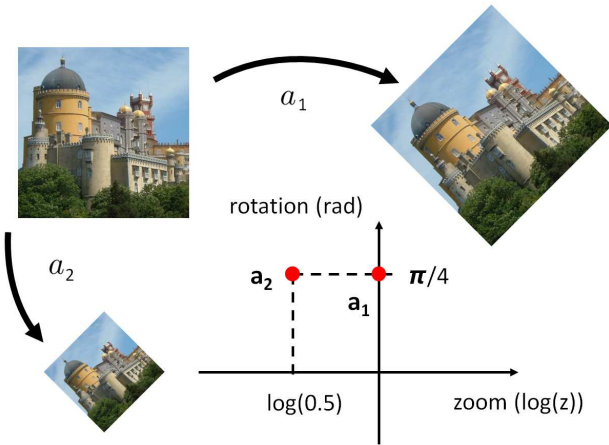 a₁
a₂
rotation (rad)
a₂
π/4
a₁
log(0.5)
zoom (log(z))